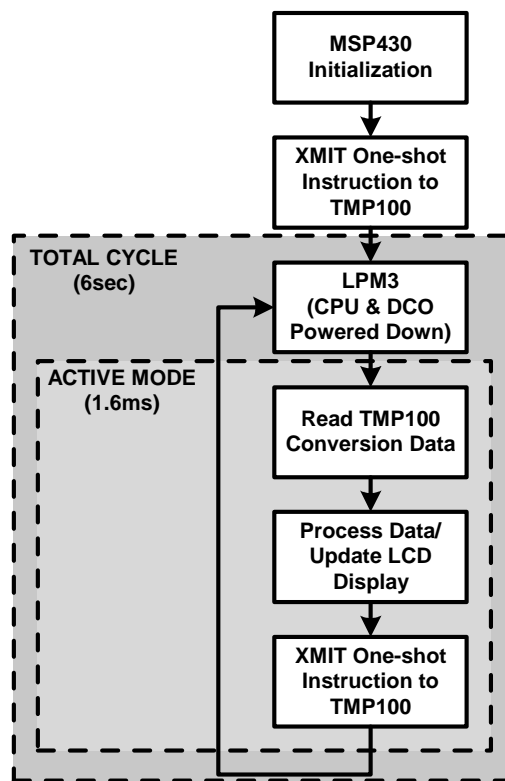 MSP430
Initialization
XMIT One-shot
Instruction to
TMP100
TOTAL CYCLE
(6sec)
LPM3
(CPU & DCO
Powered Down)
ACTIVE MODE
(1.6ms)
Read TMP100
Conversion Data
Process Data/
Update LCD
Display
XMIT One-shot
Instruction to
TMP100